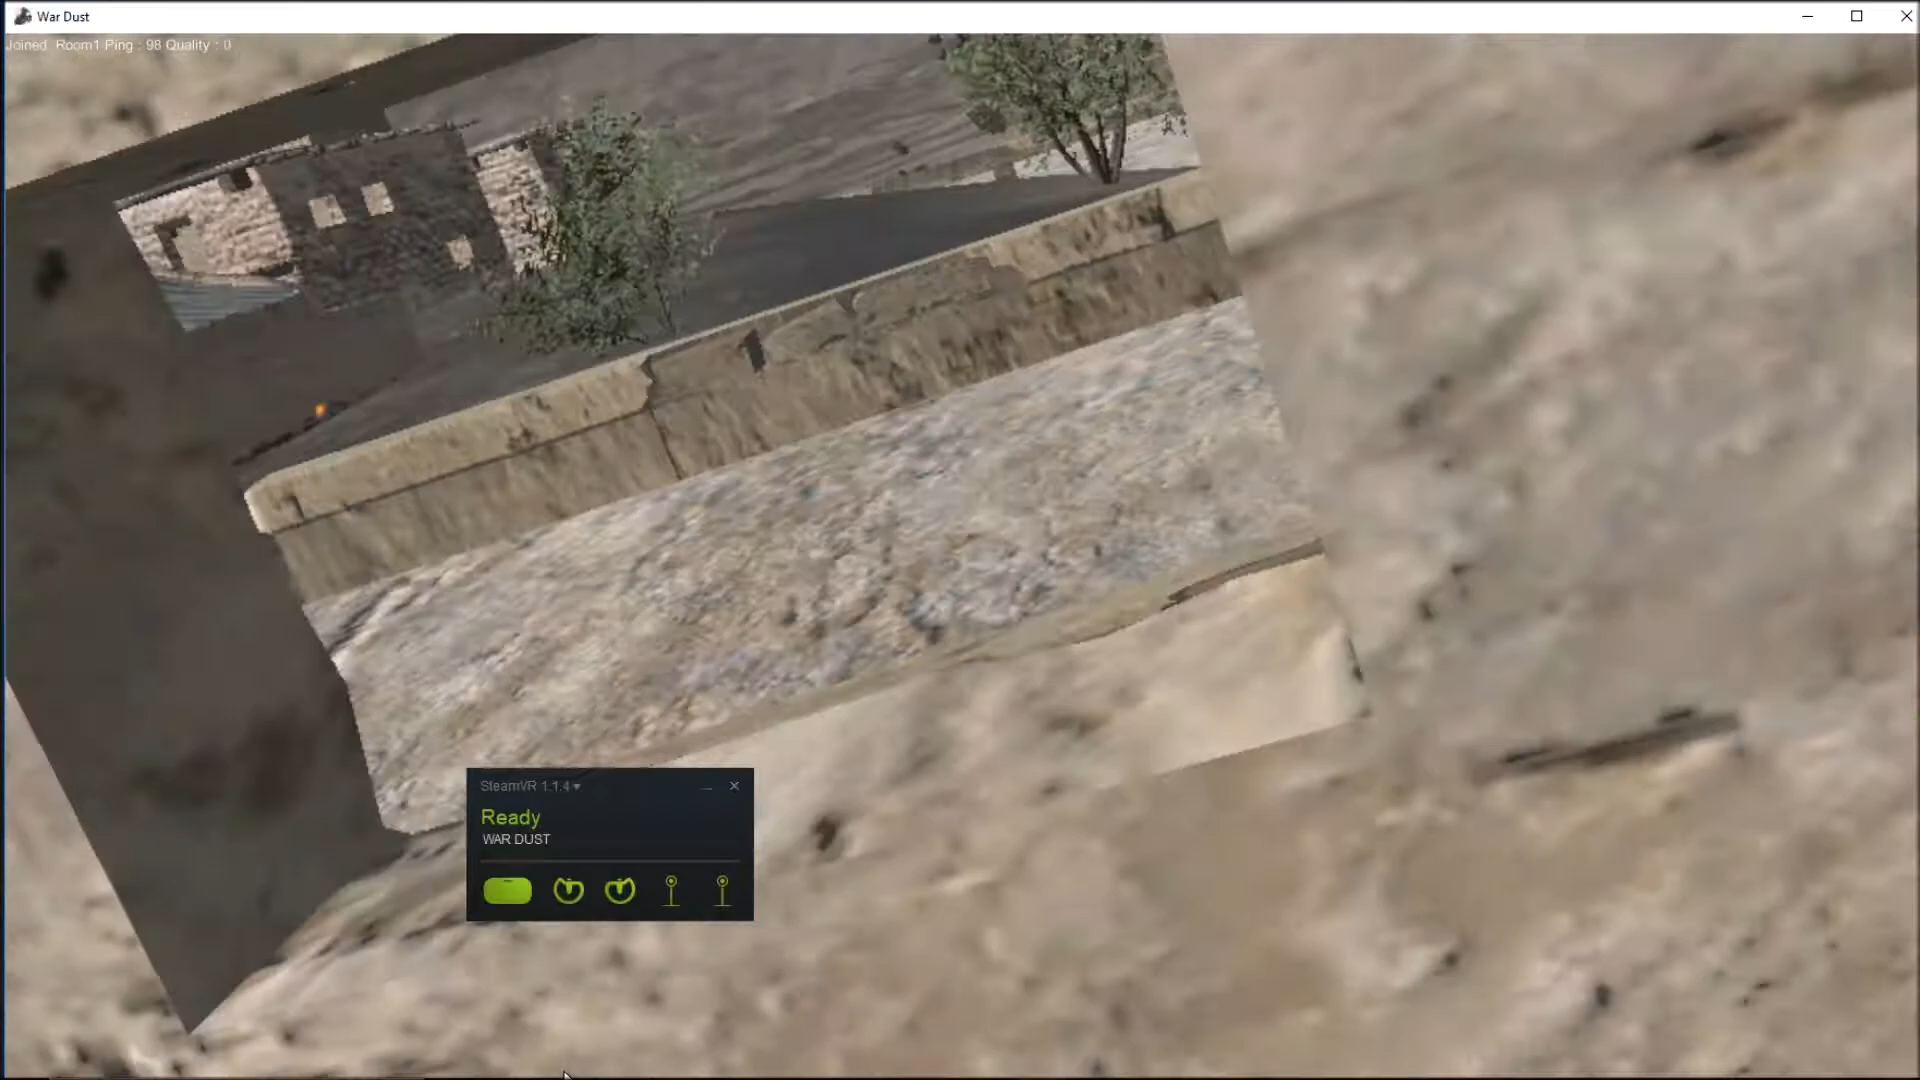 War Dust
Joined Room1 Ping : 98 Quality : 0
SteamVR 1.1.4
Ready
WAR DUST